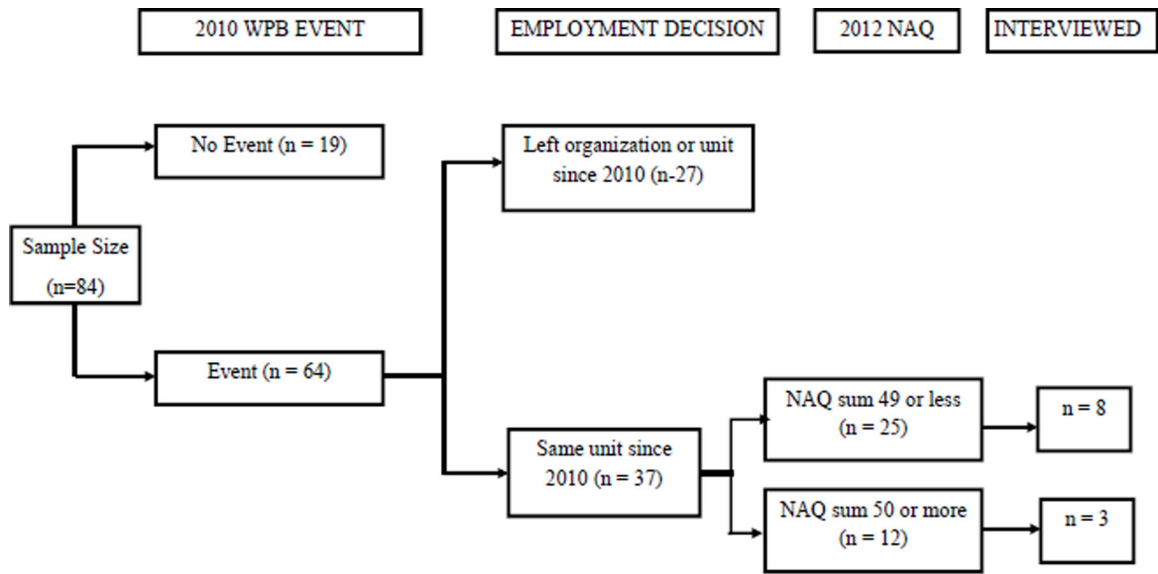 2010 WPB EVENT
EMPLOYMENT DECISION
2012 NAQ
INTERVIEWED
No Event (n = 19)
Left organization or unit
since 2010 (n-27)
Sample Size
(n=84)
Event (n = 64)
Same unit since
2010 (n = 37)
NAQ sum 49 or less
(n = 25)
n = 8
NAQ sum 50 or more
(n = 12)
n = 3